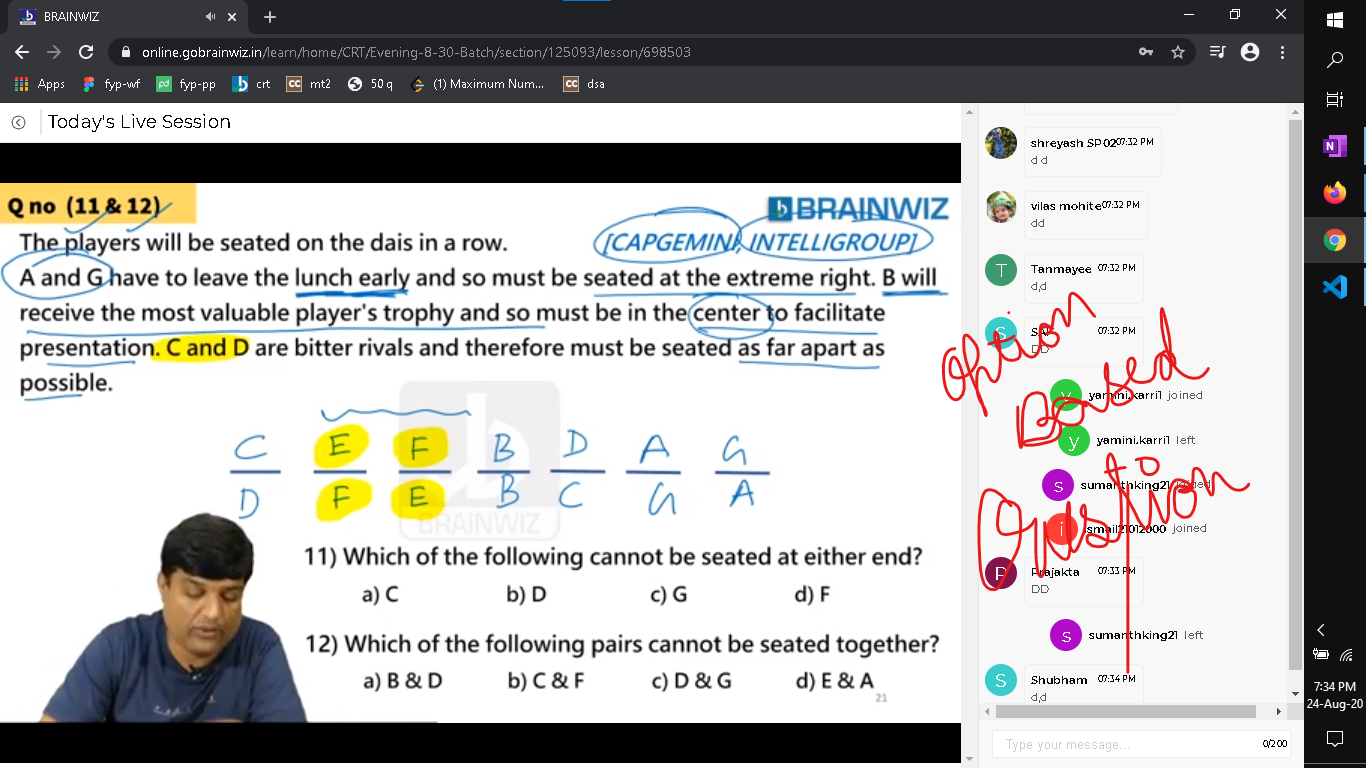 BRAINWIZ
online.gobrainwiz.in/learn/home/CRT/Evening-8-30-Batch/section/125093/lesson/698503
Apps fyp-wf fyp-pp crt mt2 50 q (1) Maximum Num... dsa
Today's Live Session
Q no (11 & 12)
BRAINWIZ
The players will be seated on the dais in a row. [CAPGEMINI, INTELLIGROUP]
A and G have to leave the lunch early and so must be seated at the extreme right. B will
receive the most valuable player's trophy and so must be in the center to facilitate
presentation. C and D are bitter rivals and therefore must be seated as far apart as
possible.
C E F B D A G
D F E B C G A
BRAINWIZ
11) Which of the following cannot be seated at either end?
a) C b) D c) G d) F
12) Which of the following pairs cannot be seated together?
a) B & D b) C & F c) D & G d) E & A
21
shreyash SP02 07:32 PM
d d
vilas mohite 07:32 PM
dd
T Tanmayee 07:32 PM
d,d
S 07:32 PM
DD
y yamini.karri1 joined
y yamini.karri1 left
s sumanthking21 joined
i ismail21012000 joined
P Prajakta 07:33 PM
DD
s sumanthking21 left
S Shubham 07:34 PM
d,d
Option
Based
Question
Type your message... 0/200
7:34 PM
24-Aug-20